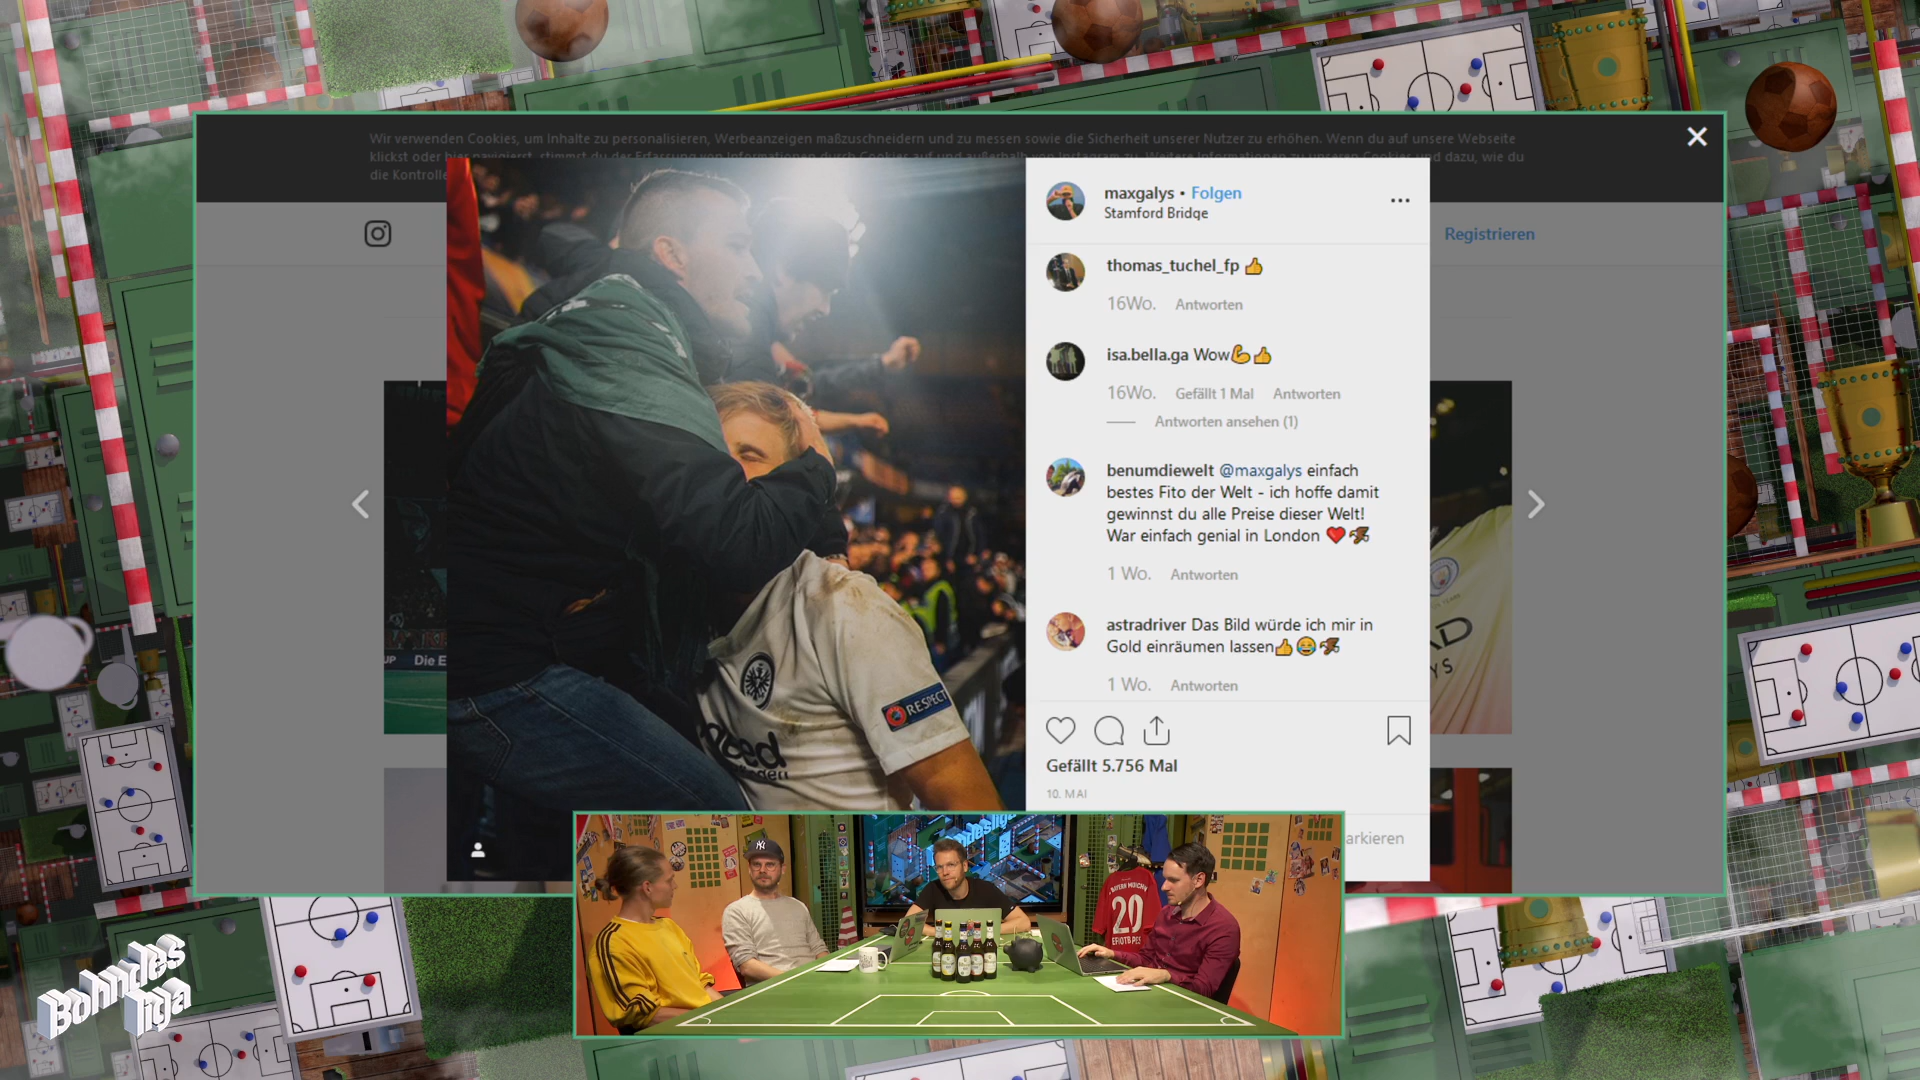 Wir verwenden Cookies, um Inhalte zu personalisieren, Werbeanzeigen maßzuschneidern und zu messen sowie die Sicherheit unserer Nutzer zu erhöhen. Wenn du auf unsere Webseite
klickst oder hier navigierst, stimmst du der Erfassung von Informationen durch Cookies auf und außerhalb von Instagram zu. Weitere Informationen zu unseren Cookies und dazu, wie du
die Kontrolle
maxgalys • Folgen
Stamford Bridge
Registrieren
thomas_tuchel_fp 👍
16Wo. Antworten
isa.bella.ga Wow💪👍
16Wo. Gefällt 1 Mal Antworten
Antworten ansehen (1)
benumdiewelt @maxgalys einfach
bestes Fito der Welt - ich hoffe damit
gewinnst du alle Preise dieser Welt!
War einfach genial in London ❤️🦅
1 Wo. Antworten
astradriver Das Bild würde ich mir in
Gold einräumen lassen👍😂🦅
1 Wo. Antworten
Gefällt 5.756 Mal
10. MAI
arkieren
UP Die E
RESPECT
YS
20
Bohndes
liga